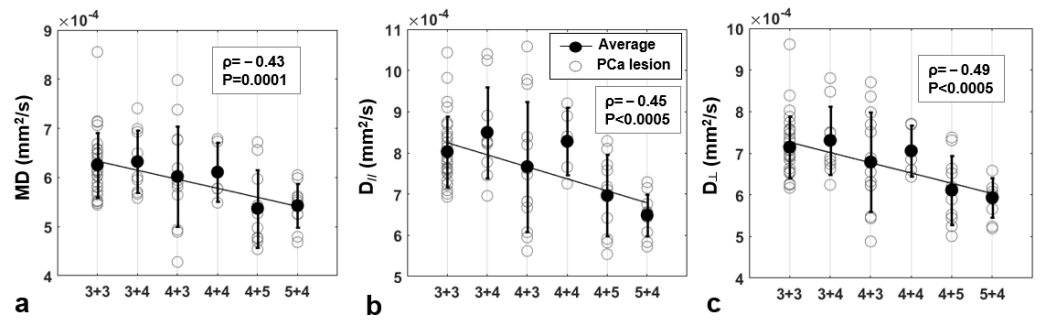 ×10⁻⁴
9
8
7
6
5
4
MD (mm²/s)
ρ= – 0.43
P=0.0001
3+3 3+4 4+3 4+4 4+5 5+4
a
×10⁻⁴
11
10
9
8
7
6
5
D// (mm²/s)
Average
PCa lesion
ρ= – 0.45
P<0.0005
3+3 3+4 4+3 4+4 4+5 5+4
b
×10⁻⁴
10
9
8
7
6
5
4
D⊥ (mm²/s)
ρ= – 0.49
P<0.0005
3+3 3+4 4+3 4+4 4+5 5+4
c